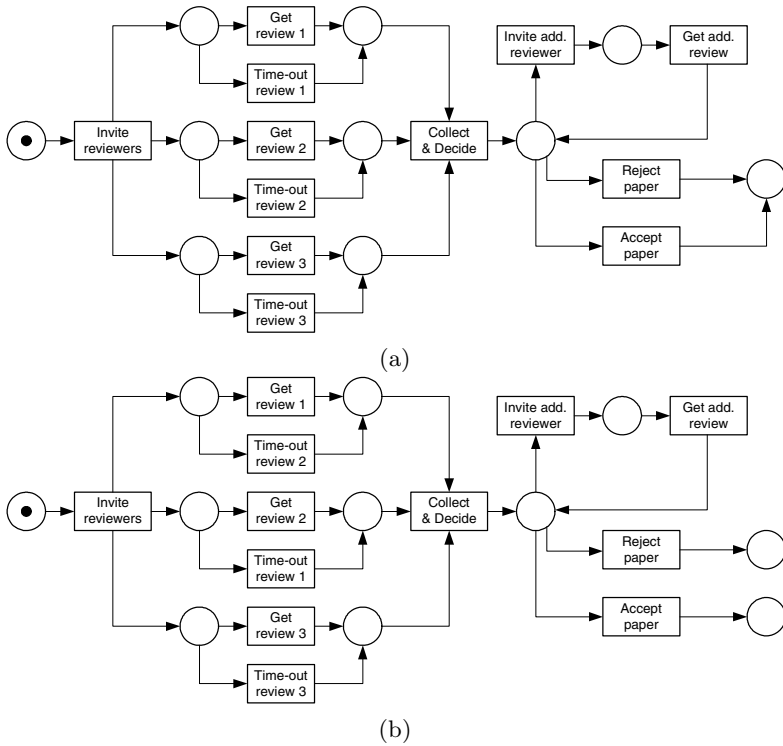 Get
review 1
Invite add.
reviewer
Get add.
review
Time-out
review 1
Invite
reviewers
Get
review 2
Collect
& Decide
Time-out
review 2
Reject
paper
Get
review 3
Accept
paper
Time-out
review 3
(a)
Get
review 1
Invite add.
reviewer
Get add.
review
Time-out
review 2
Invite
reviewers
Get
review 2
Collect
& Decide
Time-out
review 1
Reject
paper
Get
review 3
Accept
paper
Time-out
review 3
(b)